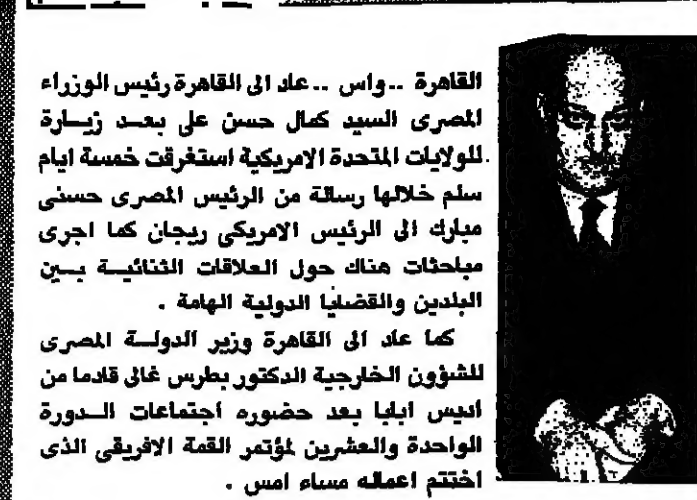 القاهرة ..واس ..عاد الى القاهرة رئيس الوزراء
المصرى السيد كمال حسن على بعد زيارة
للولايات المتحدة الامريكية استغرقت خمسة ايام
سلم خلالها رسالة من الرئيس المصرى حسنى
مبارك الى الرئيس الامريكى ريجان كما اجرى
مباحثات هناك حول العلاقات الثنائية بين
البلدين والقضايا الدولية الهامة .
كما عاد الى القاهرة وزير الدولة المصرى
للشؤون الخارجية الدكتور بطرس غالى قادما من
اديس ابابا بعد حضوره اجتماعات الدورة
الواحدة والعشرين لمؤتمر القمة الافريقى الذى
اختتم اعماله مساء امس .